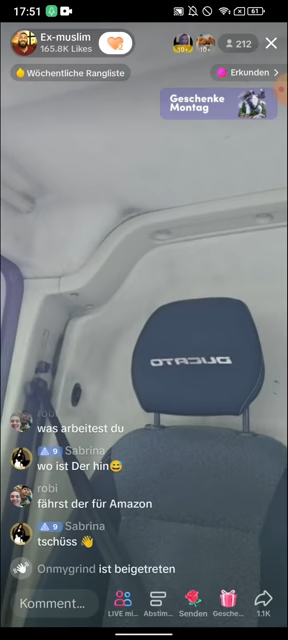 17:51
61
Ex-muslim
165.8K Likes
10+
10+
212
Wöchentliche Rangliste
Erkunden
Geschenke
Montag
DUCATO
robi
was arbeitest du
9 Sabrina
wo ist Der hin😅
robi
fährst der für Amazon
9 Sabrina
tschüss 👋
Onmygrind ist beigetreten
Komment...
LIVE mi...
Abstim...
Senden
Gesche...
1.1K